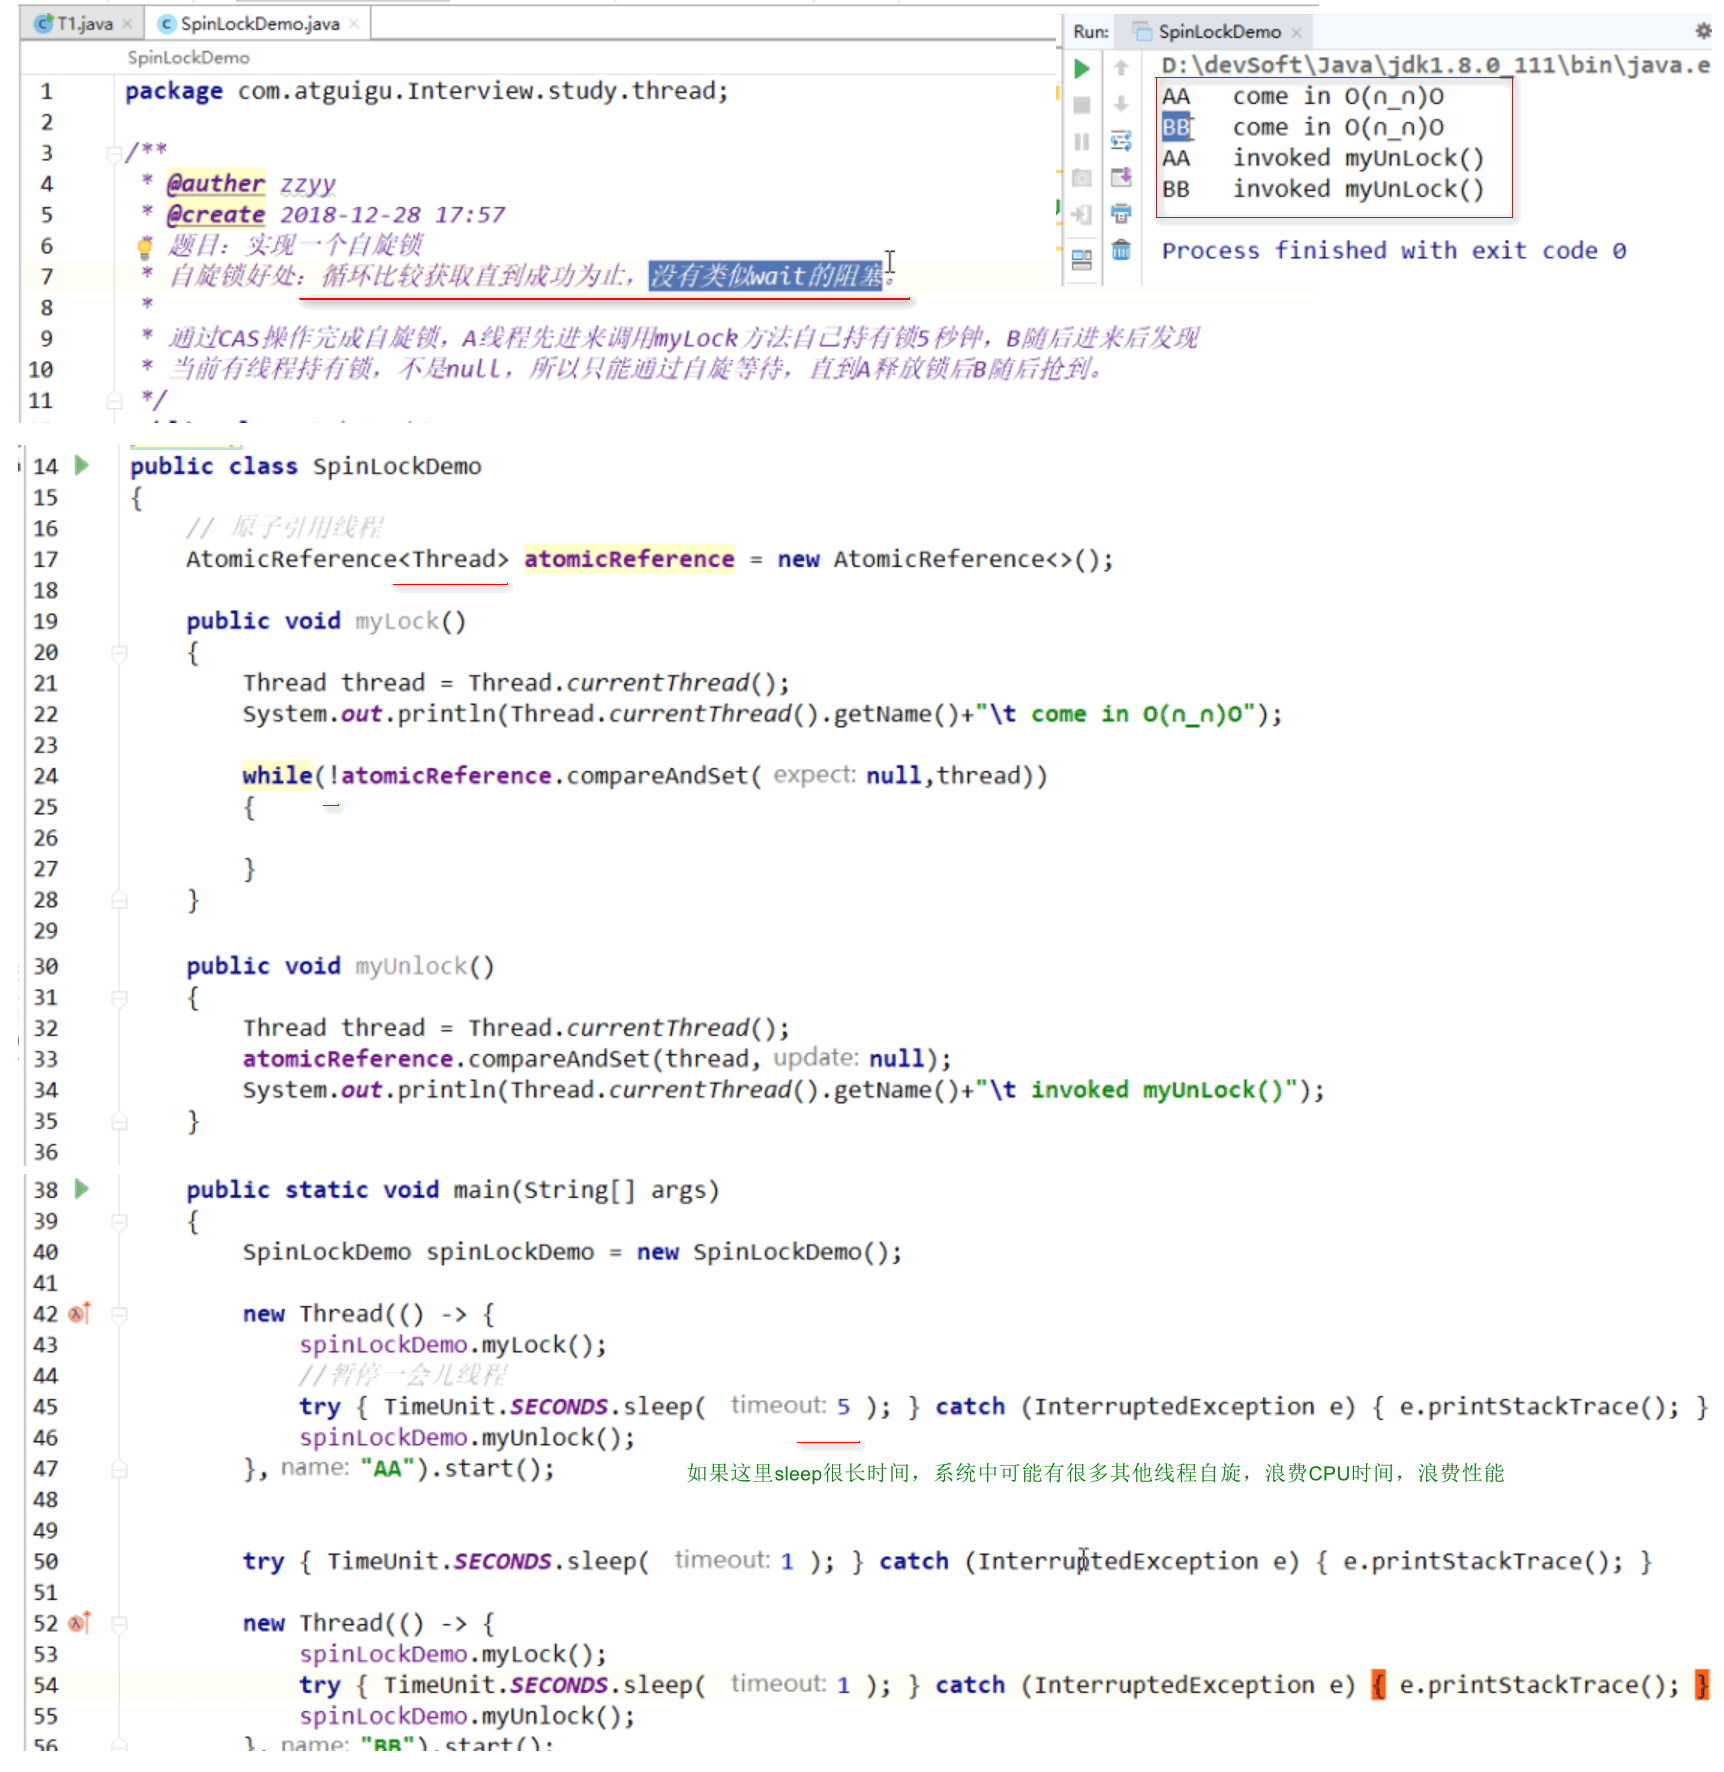 T1.java × SpinLockDemo.java ×
SpinLockDemo
1 package com.atguigu.Interview.study.thread;
2
3 /**
4 * @auther zzyy
5 * @create 2018-12-28 17:57
6 * 题目：实现一个自旋锁
7 * 自旋锁好处：循环比较获取直到成功为止，没有类似wait的阻塞。
8 *
9 * 通过CAS操作完成自旋锁，A线程先进来调用myLock方法自己持有锁5秒钟，B随后进来后发现
10 * 当前有线程持有锁，不是null，所以只能通过自旋等待，直到A释放锁后B随后抢到。
11 */
Run: SpinLockDemo ×
D:\devSoft\Java\jdk1.8.0_111\bin\java.e
AA come in O(∩_∩)O
BB come in O(∩_∩)O
AA invoked myUnLock()
BB invoked myUnLock()
Process finished with exit code 0
14 public class SpinLockDemo
15 {
16 // 原子引用线程
17 AtomicReference<Thread> atomicReference = new AtomicReference<>();
18
19 public void myLock()
20 {
21 Thread thread = Thread.currentThread();
22 System.out.println(Thread.currentThread().getName()+"\t come in O(∩_∩)O");
23
24 while(!atomicReference.compareAndSet( expect: null,thread))
25 {
26
27 }
28 }
29
30 public void myUnlock()
31 {
32 Thread thread = Thread.currentThread();
33 atomicReference.compareAndSet(thread, update: null);
34 System.out.println(Thread.currentThread().getName()+"\t invoked myUnLock()");
35 }
36
38 public static void main(String[] args)
39 {
40 SpinLockDemo spinLockDemo = new SpinLockDemo();
41
42 new Thread(() -> {
43 spinLockDemo.myLock();
44 //暂停一会儿线程
45 try { TimeUnit.SECONDS.sleep( timeout: 5 ); } catch (InterruptedException e) { e.printStackTrace(); }
46 spinLockDemo.myUnlock();
47 }, name: "AA").start();
如果这里sleep很长时间，系统中可能有很多其他线程自旋，浪费CPU时间，浪费性能
48
49
50 try { TimeUnit.SECONDS.sleep( timeout: 1 ); } catch (InterruptedException e) { e.printStackTrace(); }
51
52 new Thread(() -> {
53 spinLockDemo.myLock();
54 try { TimeUnit.SECONDS.sleep( timeout: 1 ); } catch (InterruptedException e) { e.printStackTrace(); }
55 spinLockDemo.myUnlock();
56 }, name: "BB").start();